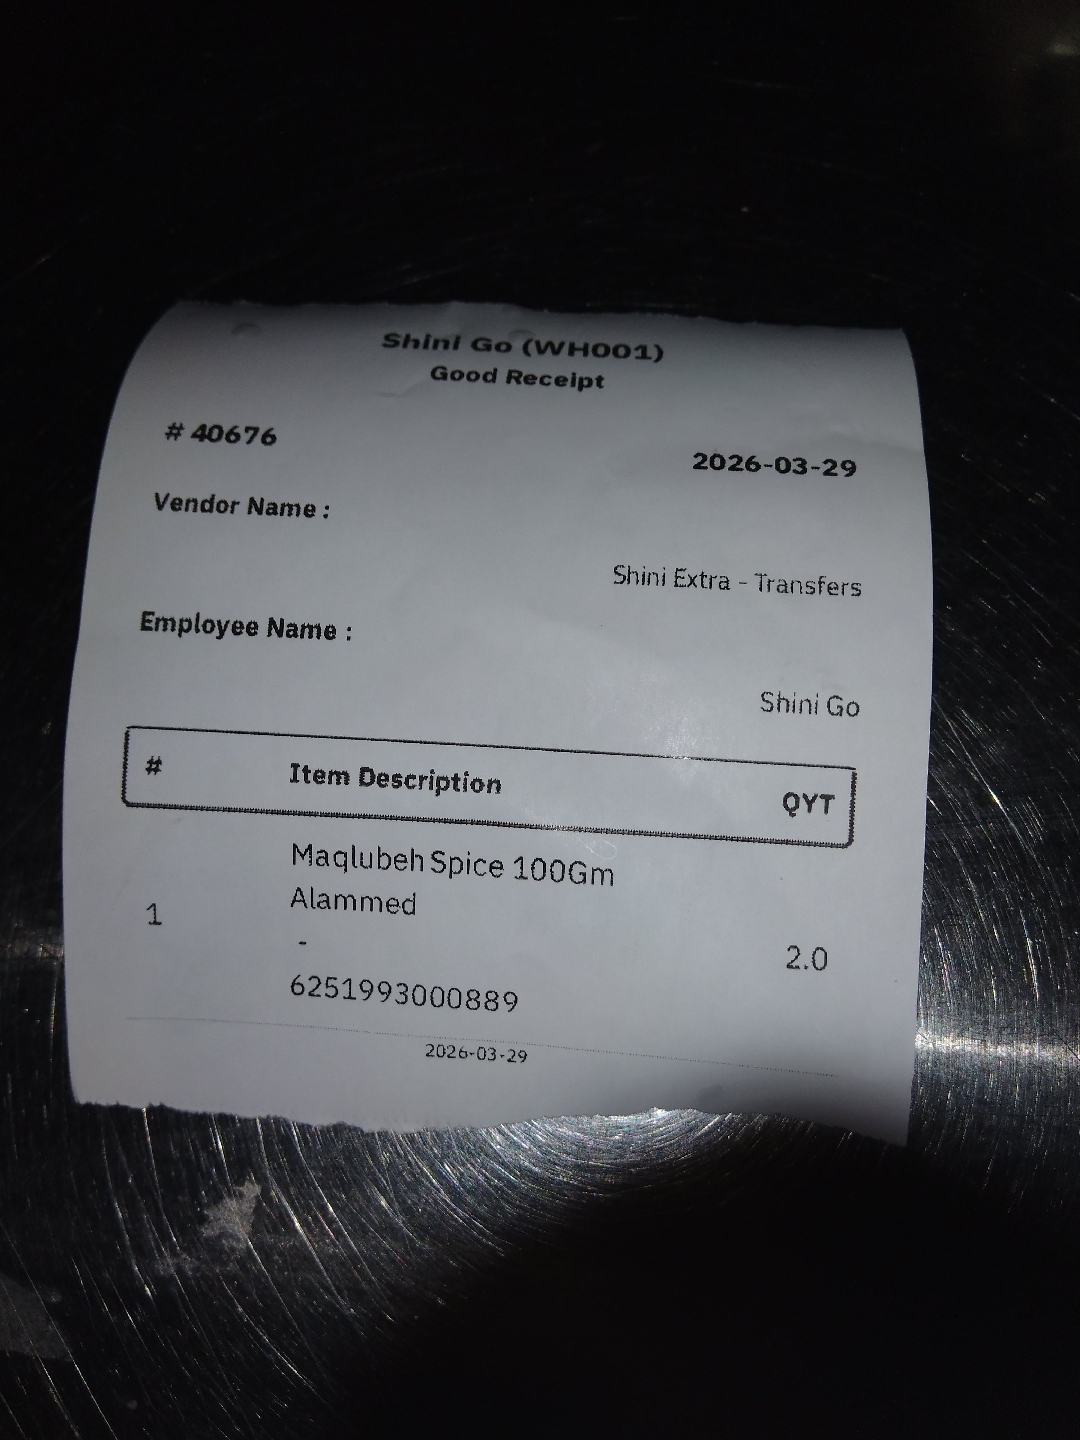 Shini Go (WH001)
Good Receipt
# 40676
2026-03-29
Vendor Name :
Shini Extra - Transfers
Employee Name :
Shini Go
# Item Description QYT
Maqlubeh Spice 100Gm
Alammed
1
-
2.0
6251993000889
2026-03-29